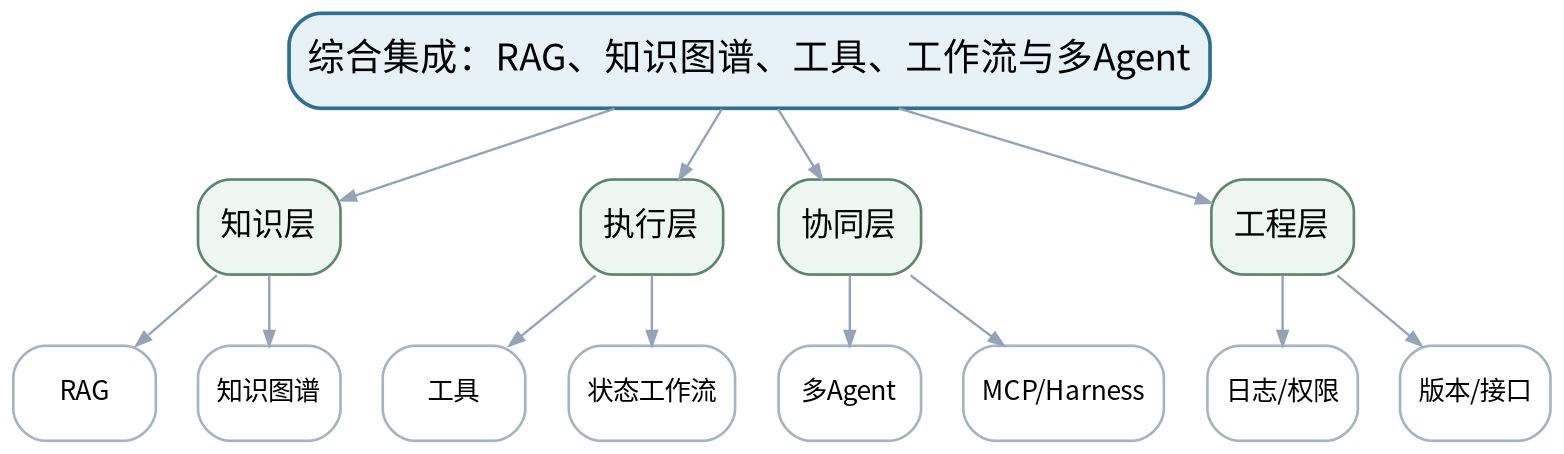 综合集成：RAG、知识图谱、工具、工作流与多Agent
知识层
执行层
协同层
工程层
RAG
知识图谱
工具
状态工作流
多Agent
MCP/Harness
日志/权限
版本/接口